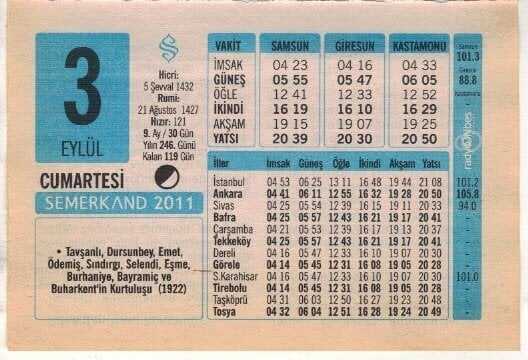 3
EYLÜL
CUMARTESİ
SEMERKAND 2011
Hicri:
5 Şevval 1432
Rumi:
21 Ağustos 1427
Hızır: 121
9. Ay / 30 Gün
Yılın 246. Günü
Kalan 119 Gün
• Tavşanlı, Dursunbey, Emet,
Ödemiş, Sındırgı, Selendi, Eşme,
Burhaniye, Bayramiç ve
Buharkent'in Kurtuluşu (1922)
VAKİT SAMSUN GİRESUN KASTAMONU
İMSAK 04 23 04 16 04 33
GÜNEŞ 05 55 05 47 06 05
ÖĞLE 12 41 12 33 12 52
İKİNDİ 16 19 16 10 16 29
AKŞAM 19 15 19 07 19 25
YATSI 20 39 20 30 20 50
İller İmsak Güneş Öğle İkindi Akşam Yatsı
İstanbul 04 53 06 25 13 11 16 48 19 44 21 08
Ankara 04 41 06 11 12 55 16 32 19 28 20 50
Sivas 04 25 05 54 12 39 16 16 19 12 20 33
Bafra 04 25 05 57 12 43 16 21 19 17 20 41
Çarşamba 04 21 05 53 12 39 16 17 19 13 20 37
Tekkeköy 04 25 05 57 12 43 16 21 19 17 20 41
Dereli 04 16 05 47 12 33 16 10 19 07 20 30
Görele 04 14 05 45 12 31 16 08 19 05 20 28
Ş.Karahisar 04 16 05 47 12 33 16 10 19 07 20 30
Tirebolu 04 14 05 45 12 31 16 08 19 05 20 28
Taşköprü 04 31 06 03 12 50 16 27 19 23 20 48
Tosya 04 32 06 04 12 51 16 28 19 24 20 49
Samsun
101.3
Giresun
88.8
101.2
105.8
94.0
101.0